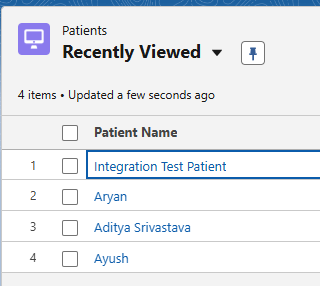 Patients
Recently Viewed
4 items • Updated a few seconds ago
Patient Name
1 Integration Test Patient
2 Aryan
3 Aditya Srivastava
4 Ayush